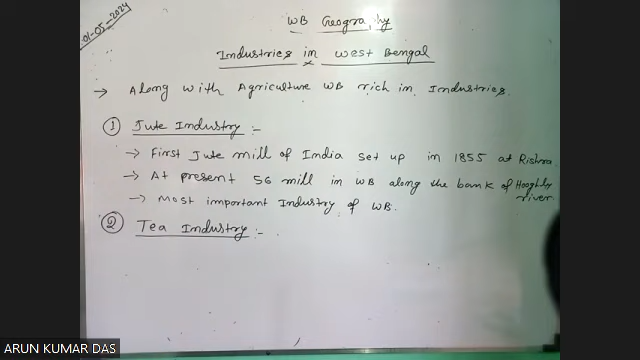 01-05-2024
WB Geography
Industries in West Bengal
→ Along with Agriculture WB rich in Industries.
① Jute Industry :-
→ First Jute mill of India set up in 1855 at Rishra
→ At present 56 mill in WB along the bank of Hooghly river
→ Most important Industry of WB.
② Tea Industry :-
ARUN KUMAR DAS